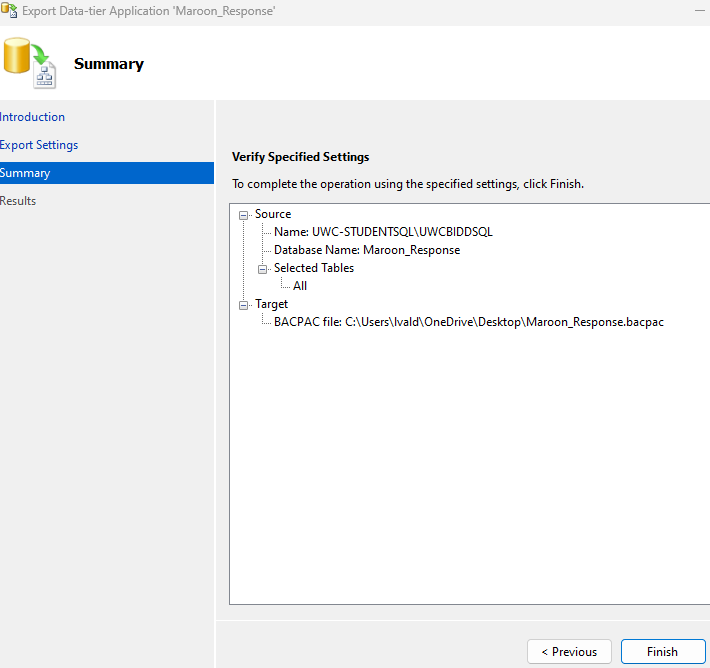 Export Data-tier Application 'Maroon_Response'
Summary
Introduction
Export Settings
Summary
Results
Verify Specified Settings
To complete the operation using the specified settings, click Finish.
Source
Name: UWC-STUDENTSQL\UWCBIDDSQL
Database Name: Maroon_Response
Selected Tables
All
Target
BACPAC file: C:\Users\lvald\OneDrive\Desktop\Maroon_Response.bacpac
< Previous
Finish